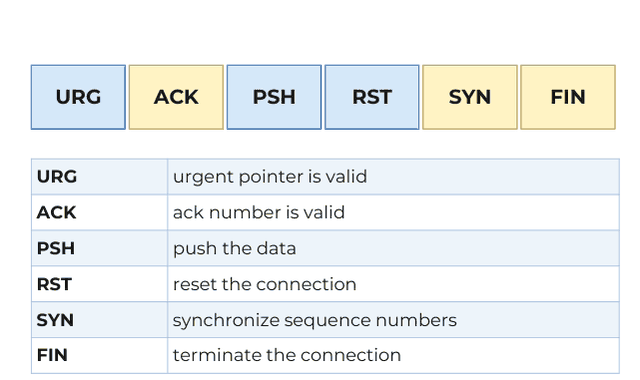 URG ACK PSH RST SYN FIN
URG urgent pointer is valid
ACK ack number is valid
PSH push the data
RST reset the connection
SYN synchronize sequence numbers
FIN terminate the connection